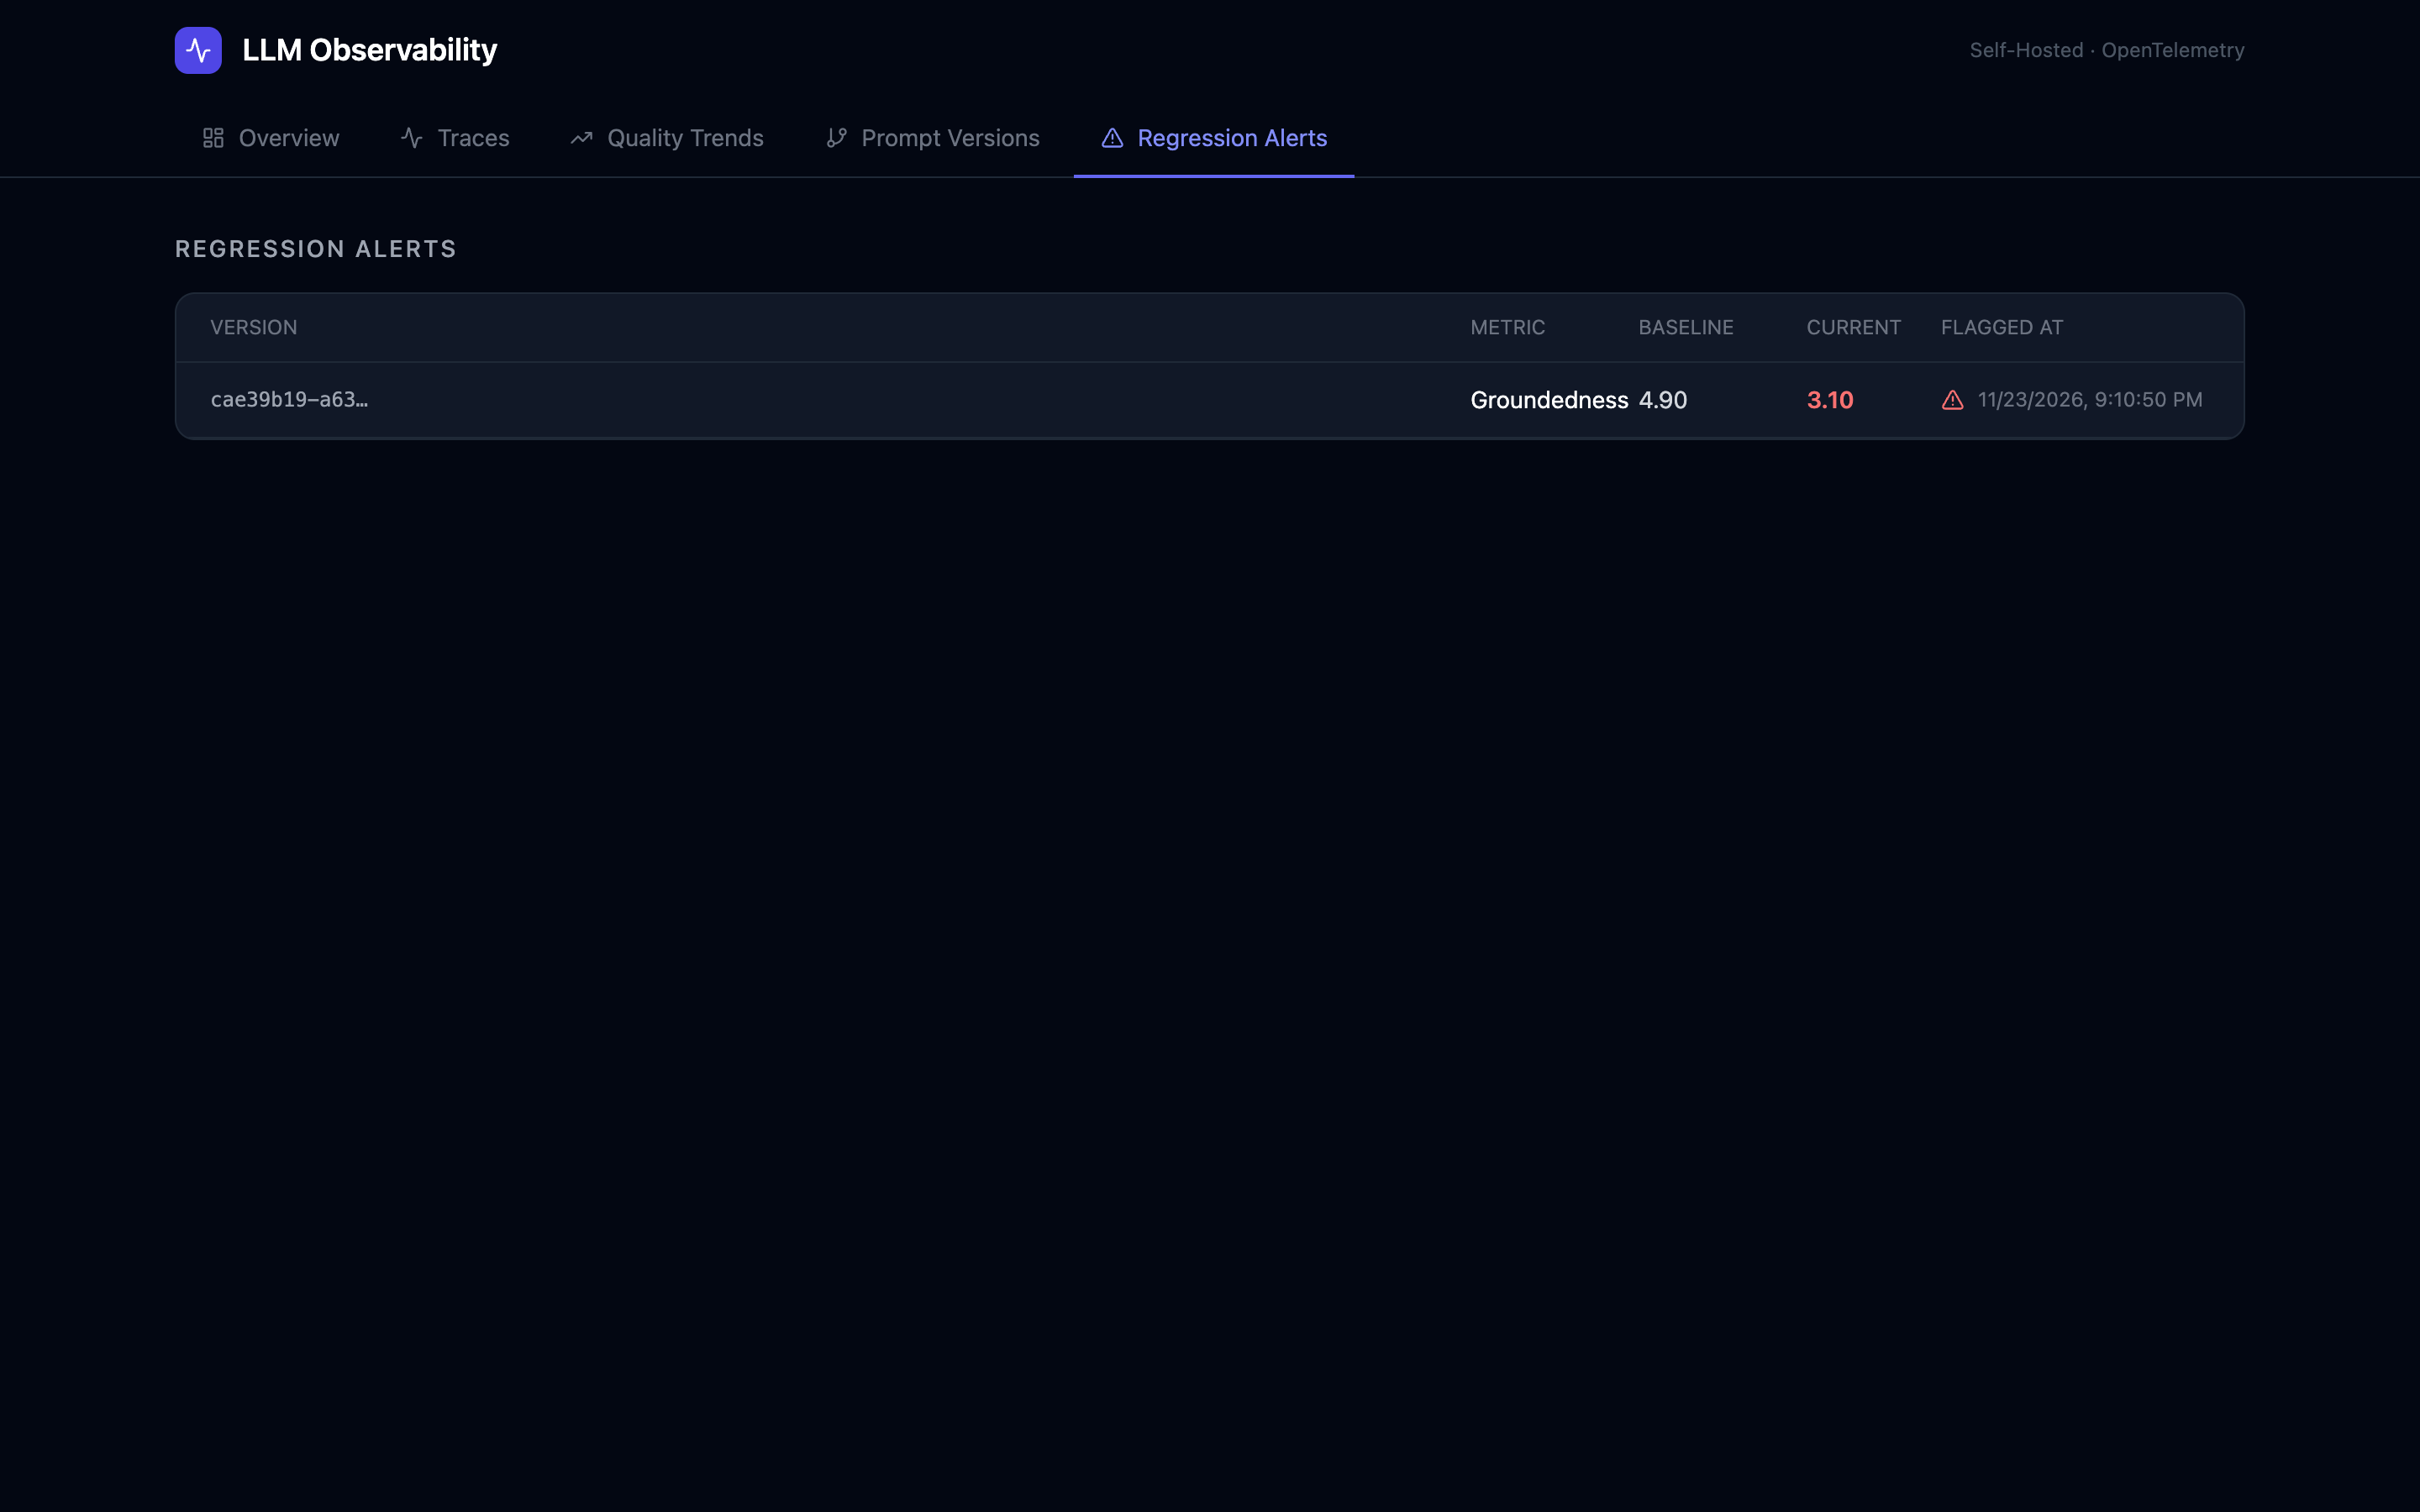 LLM Observability
Self-Hosted · OpenTelemetry
Overview Traces Quality Trends Prompt Versions Regression Alerts
REGRESSION ALERTS
VERSION METRIC BASELINE CURRENT FLAGGED AT
cae39b19-a63… Groundedness 4.90 3.10 11/23/2026, 9:10:50 PM